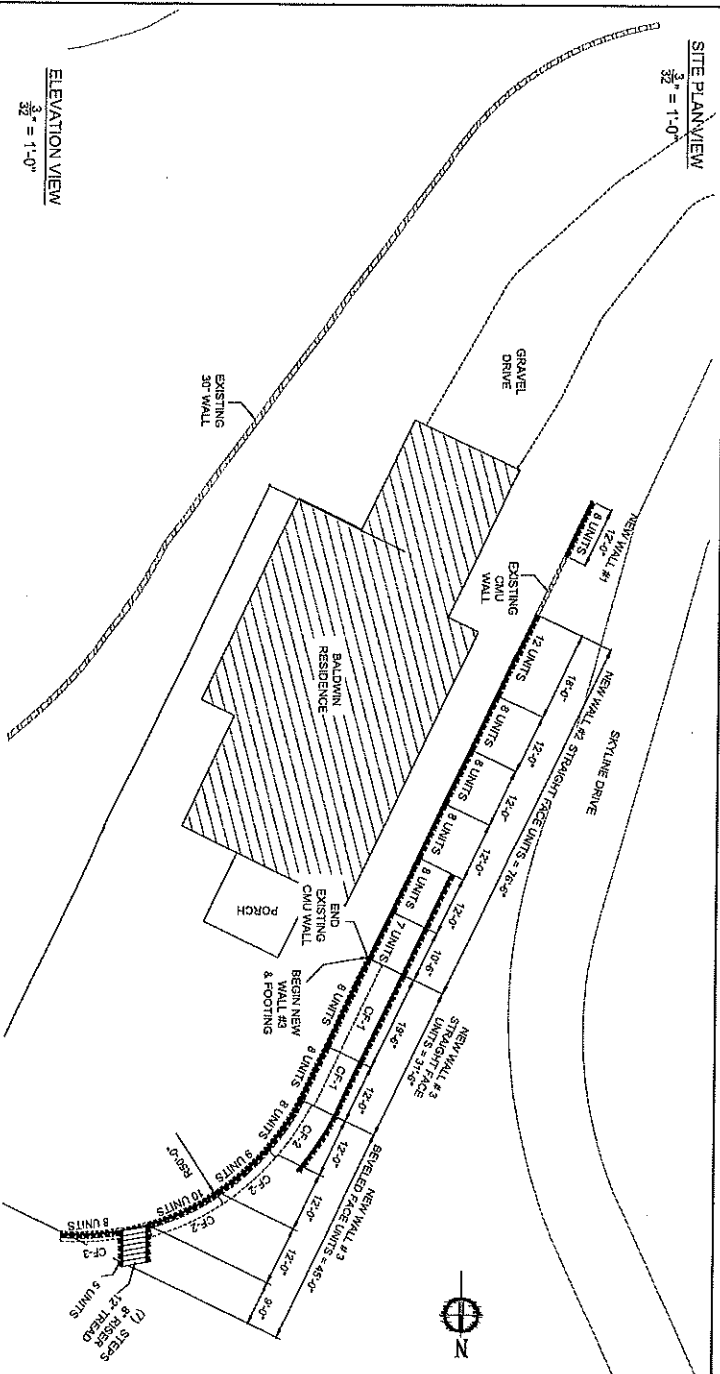 SITE PLAN VIEW
3/32" = 1'-0"
ELEVATION VIEW
3/32" = 1'-0"
GRAVEL
DRIVE
EXISTING
30" WALL
NEW WALL #1
12'-0"
8 UNITS
EXISTING
CMU
WALL
BALDWIN
RESIDENCE
PORCH
SKYLINE DRIVE
NEW WALL #2 STRAIGHT FACE UNITS = 76'-6"
18'-0"
12'-0"
12'-0"
12'-0"
12'-0"
10'-6"
12 UNITS
8 UNITS
8 UNITS
8 UNITS
8 UNITS
7 UNITS
END
EXISTING
CMU WALL
BEGIN NEW
WALL #3
& FOOTING
NEW WALL # 3
STRAIGHT FACE
UNITS = 31'-6"
19'-6"
12'-0"
NEW WALL # 3
BEVELED FACE UNITS = 45'-0"
12'-0"
12'-0"
12'-0"
9'-0"
CF-1
CF-1
CF-2
CF-2
CF-2
CF-3
8 UNITS
8 UNITS
9 UNITS
10 UNITS
8 UNITS
R50'-0"
5 UNITS
(7) STEPS
8" RISER
12" TREAD
N